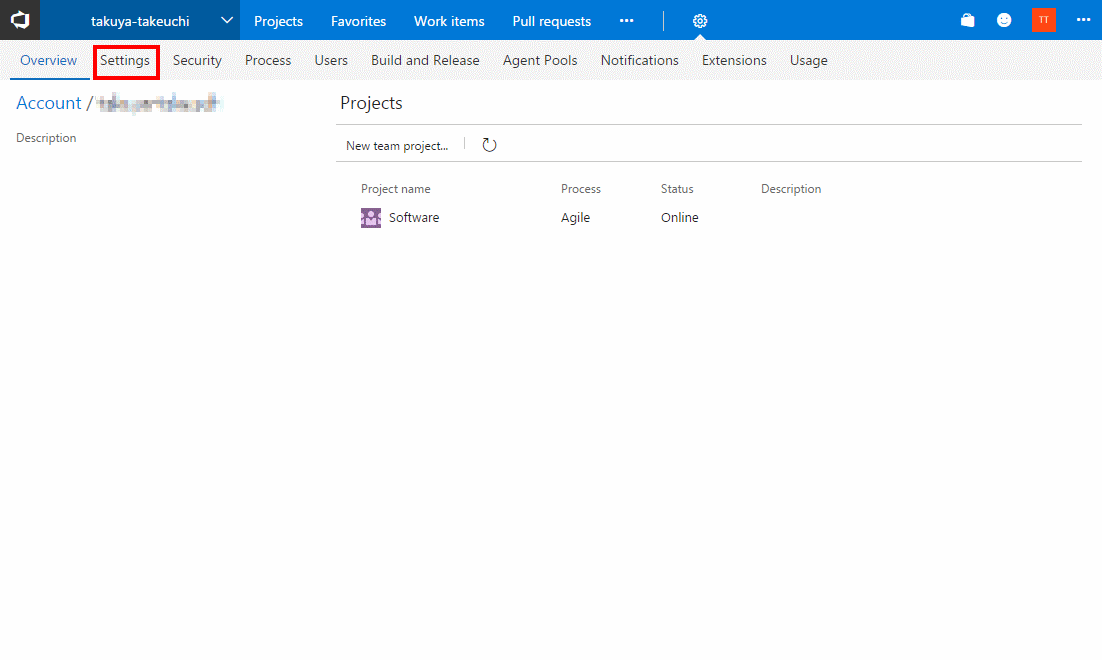 takuya-takeuchi Projects Favorites Work items Pull requests ··· TT ···
Overview Settings Security Process Users Build and Release Agent Pools Notifications Extensions Usage
Account /
Projects
Description
New team project...
Project name Process Status Description
Software Agile Online